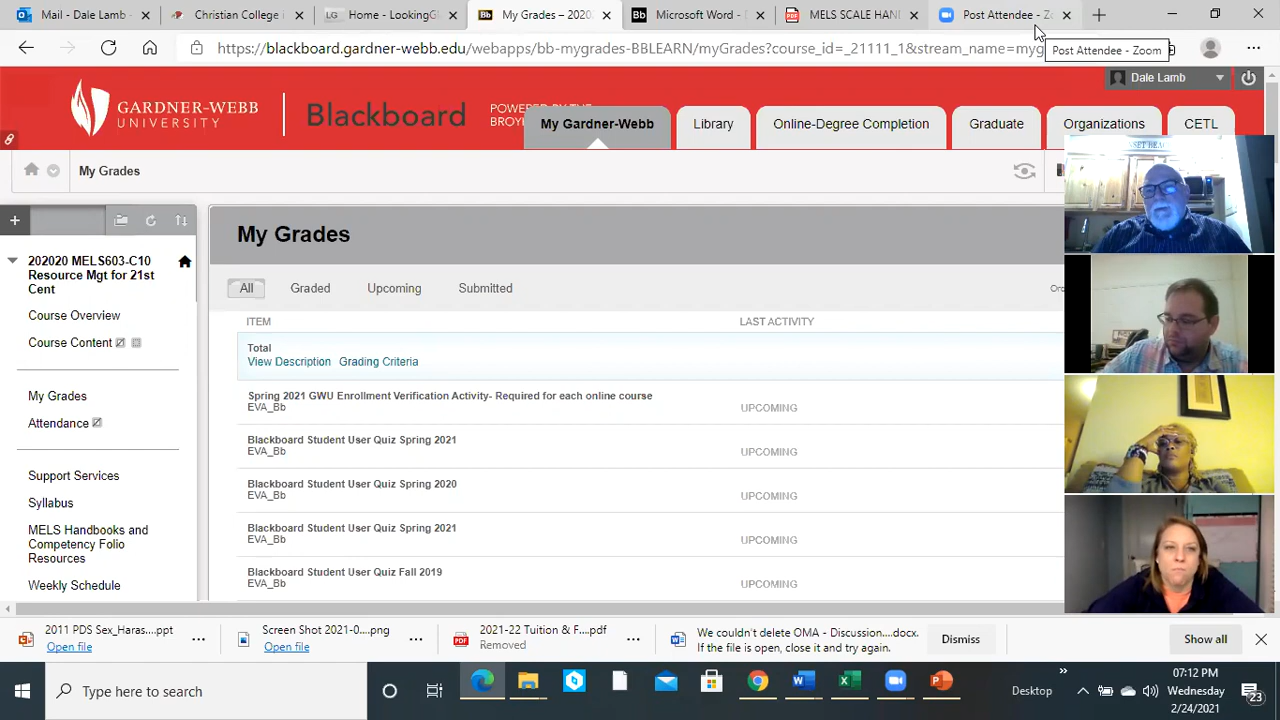 Mail - Dale Lamb -
Christian College
Home - LookingG
My Grades – 2020
Microsoft Word -
MELS SCALE HAN
Post Attendee - Zo
https://blackboard.gardner-webb.edu/webapps/bb-mygrades-BBLEARN/myGrades?course_id=_21111_1&stream_name=myg
Post Attendee - Zoom
Dale Lamb
GARDNER-WEBB
UNIVERSITY
Blackboard
POWERED BY THE
BROY
My Gardner-Webb
Library
Online-Degree Completion
Graduate
Organizations
CETL
My Grades
202020 MELS603-C10
Resource Mgt for 21st
Cent
Course Overview
Course Content
My Grades
Attendance
Support Services
Syllabus
MELS Handbooks and
Competency Folio
Resources
Weekly Schedule
My Grades
All
Graded
Upcoming
Submitted
Or
ITEM
LAST ACTIVITY
Total
View Description Grading Criteria
Spring 2021 GWU Enrollment Verification Activity- Required for each online course
EVA_Bb
UPCOMING
Blackboard Student User Quiz Spring 2021
EVA_Bb
UPCOMING
Blackboard Student User Quiz Spring 2020
EVA_Bb
UPCOMING
Blackboard Student User Quiz Spring 2021
EVA_Bb
UPCOMING
Blackboard Student User Quiz Fall 2019
EVA_Bb
UPCOMING
2011 PDS Sex_Haras....ppt
Open file
Screen Shot 2021-0....png
Open file
2021-22 Tuition & F....pdf
Removed
We couldn't delete OMA - Discussion....docx.
If the file is open, close it and try again.
Dismiss
Show all
Type here to search
Desktop
07:12 PM
Wednesday
2/24/2021
23